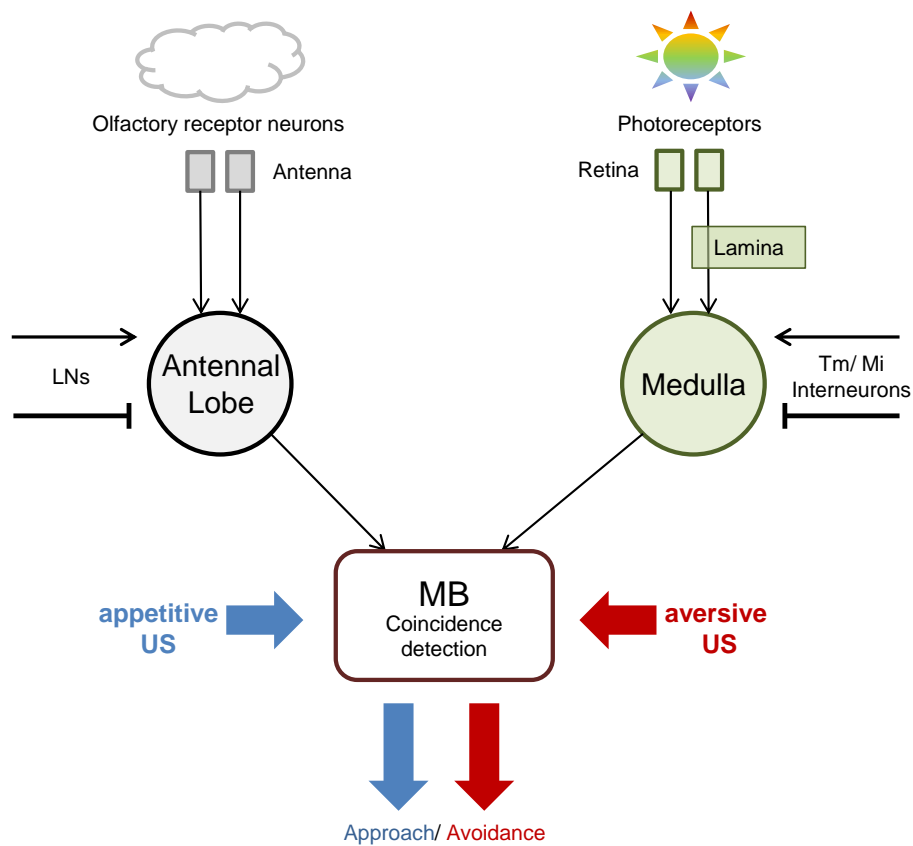 Olfactory receptor neurons
Photoreceptors
Antenna
Retina
Lamina
Antennal
Lobe
Medulla
LNs
Tm/ Mi
Interneurons
MB
Coincidence
detection
appetitive
US
aversive
US
Approach/ Avoidance